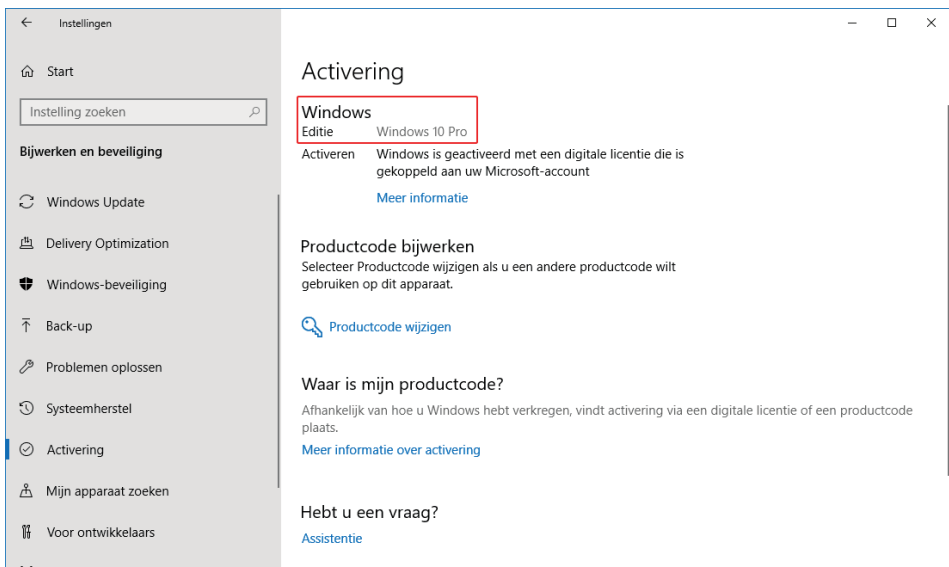 Instellingen
Start
Instelling zoeken
Bijwerken en beveiliging
Windows Update
Delivery Optimization
Windows-beveiliging
Back-up
Problemen oplossen
Systeemherstel
Activering
Mijn apparaat zoeken
Voor ontwikkelaars
Activering
Windows
Editie Windows 10 Pro
Activeren Windows is geactiveerd met een digitale licentie die is
gekoppeld aan uw Microsoft-account
Meer informatie
Productcode bijwerken
Selecteer Productcode wijzigen als u een andere productcode wilt
gebruiken op dit apparaat.
Productcode wijzigen
Waar is mijn productcode?
Afhankelijk van hoe u Windows hebt verkregen, vindt activering via een digitale licentie of een productcode
plaats.
Meer informatie over activering
Hebt u een vraag?
Assistentie